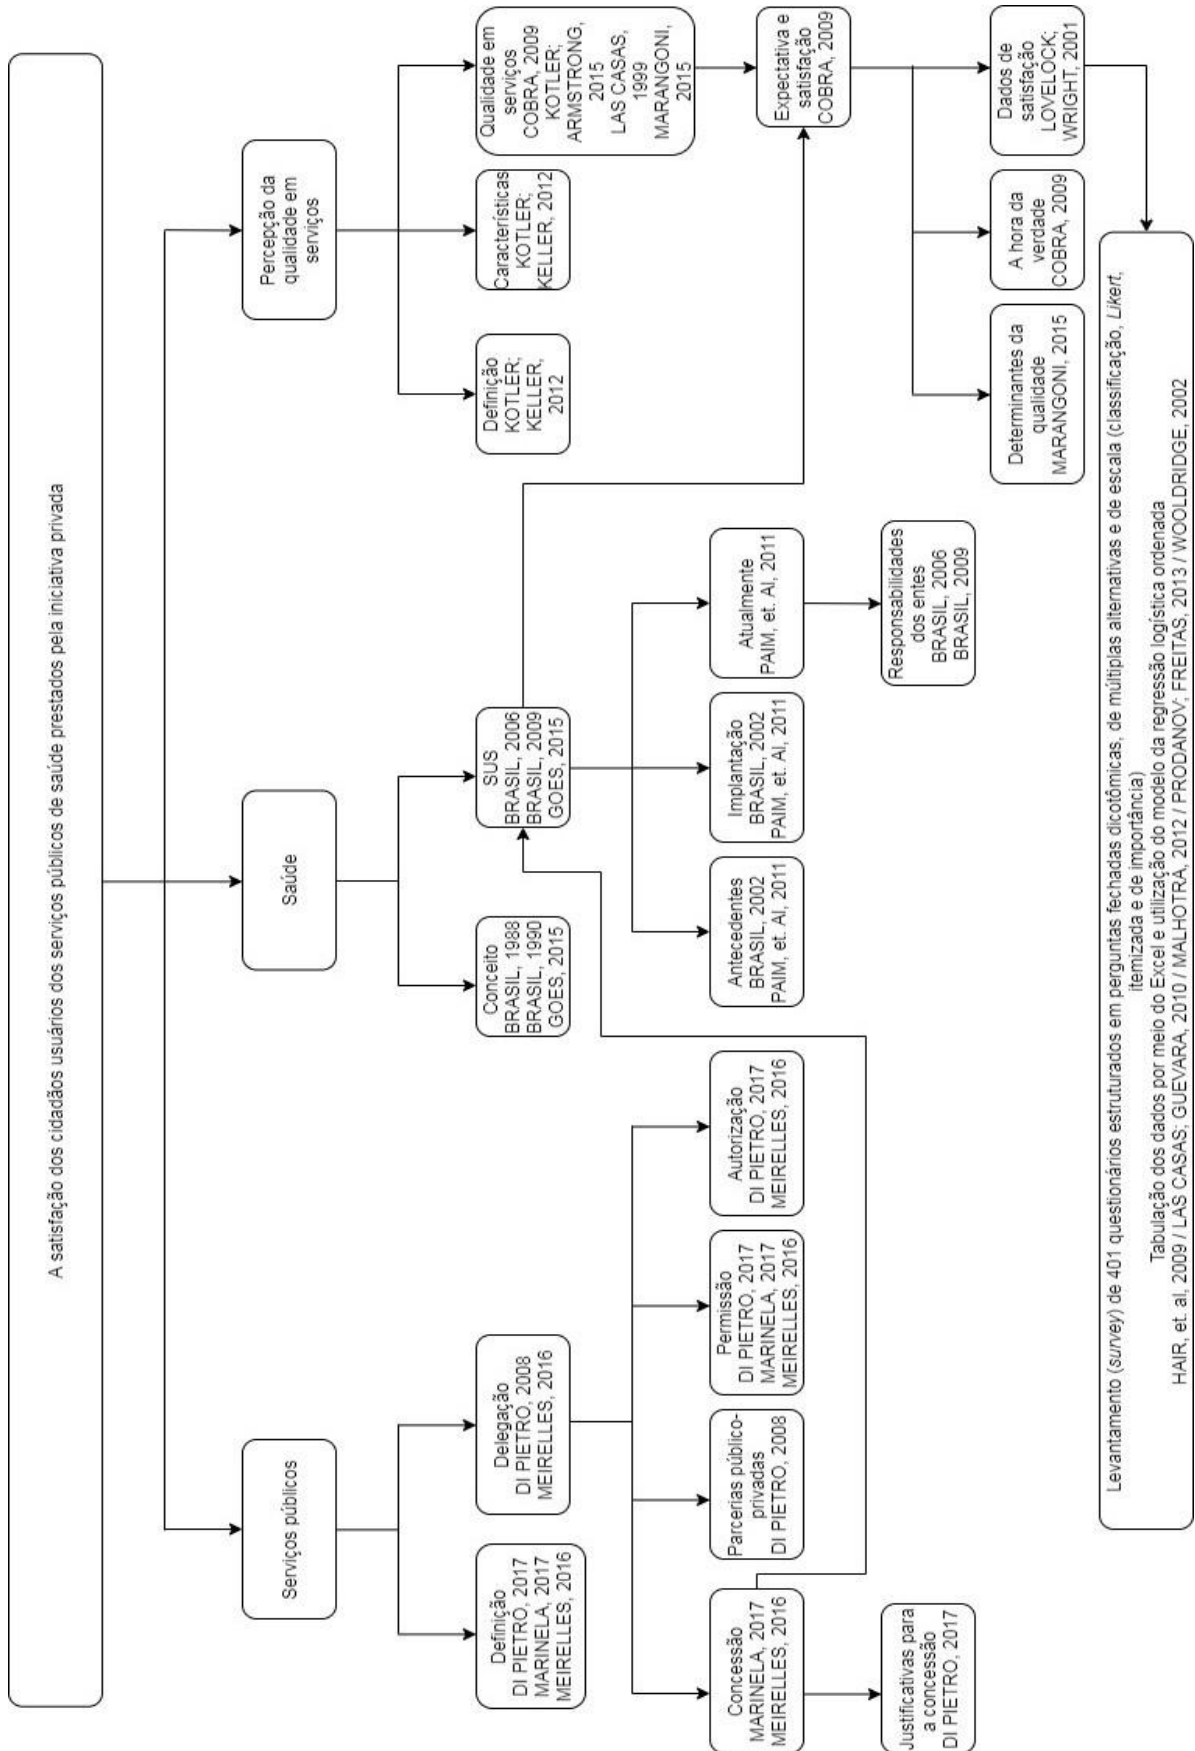 A satisfação dos cidadãos usuários dos serviços públicos de saúde prestados pela iniciativa privada
Serviços públicos
Saúde
Percepção da
qualidade em
serviços
Definição
DI PIETRO, 2017
MARINELA, 2017
MEIRELLES, 2016
Delegação
DI PIETRO, 2008
MEIRELLES, 2016
Conceito
BRASIL, 1988
BRASIL, 1990
GOES, 2015
SUS
BRASIL, 2006
BRASIL, 2009
GOES, 2015
Definição
KOTLER;
KELLER,
2012
Características
KOTLER;
KELLER, 2012
Qualidade em
serviços
COBRA, 2009
KOTLER;
ARMSTRONG,
2015
LAS CASAS,
1999
MARANGONI,
2015
Concessão
MARINELA, 2017
MEIRELLES, 2016
Parcerias público-
privadas
DI PIETRO, 2008
Permissão
DI PIETRO, 2017
MARINELA, 2017
MEIRELLES, 2016
Autorização
DI PIETRO, 2017
MEIRELLES, 2016
Antecedentes
BRASIL, 2002
PAIM, et. Al, 2011
Implantação
BRASIL, 2002
PAIM, et. Al, 2011
Atualmente
PAIM, et. Al, 2011
Expectativa e
satisfação
COBRA, 2009
Justificativas para
a concessão
DI PIETRO, 2017
Responsabilidades
dos entes
BRASIL, 2006
BRASIL, 2009
Determinantes da
qualidade
MARANGONI, 2015
A hora da
verdade
COBRA, 2009
Dados de
satisfação
LOVELOCK;
WRIGHT, 2001
Levantamento (survey) de 401 questionários estruturados em perguntas fechadas dicotômicas, de múltiplas alternativas e de escala (classificação, Likert,
itemizada e de importância)
Tabulação dos dados por meio do Excel e utilização do modelo da regressão logística ordenada
HAIR, et. al, 2009 / LAS CASAS; GUEVARA, 2010 / MALHOTRA, 2012 / PRODANOV; FREITAS, 2013 / WOOLDRIDGE, 2002